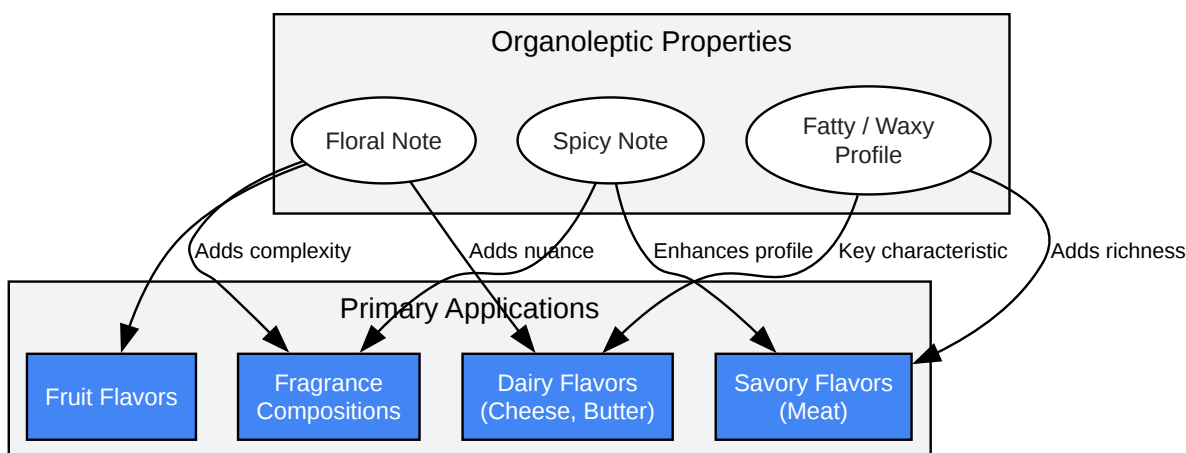 Organoleptic Properties
Floral Note
Spicy Note
Fatty / Waxy
Profile
Adds complexity
Adds nuance
Enhances profile
Key characteristic
Adds richness
Primary Applications
Fruit Flavors
Fragrance
Compositions
Dairy Flavors
(Cheese, Butter)
Savory Flavors
(Meat)